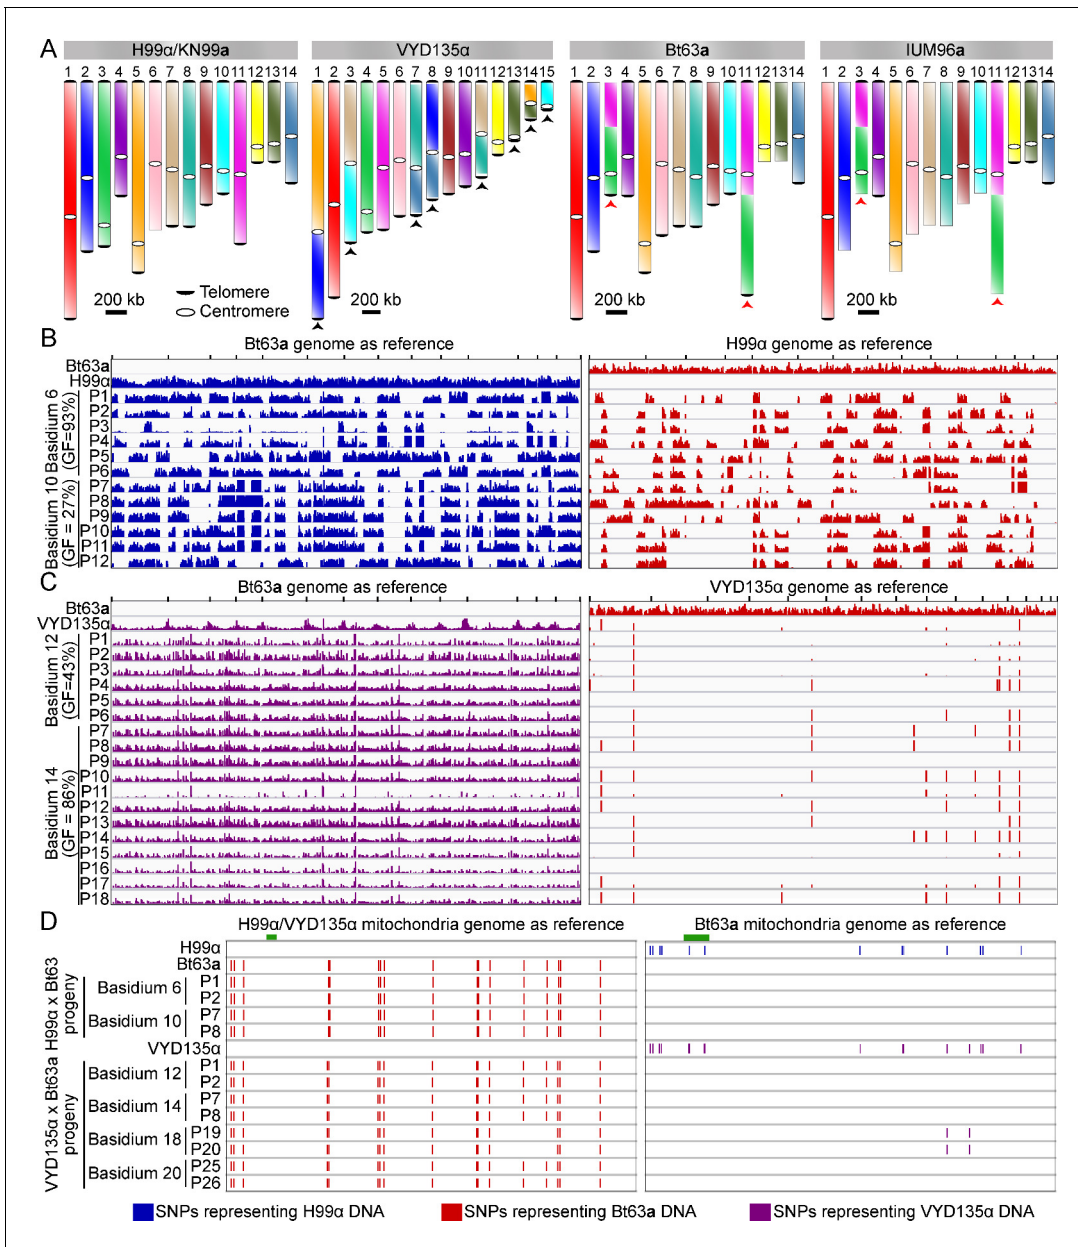 A
H99α/KN99a
VYD135α
Bt63a
IUM96a
1 2 3 4 5 6 7 8 9 10 11 12 13 14
1 2 3 4 5 6 7 8 9 10 11 12 13 14 15
1 2 3 4 5 6 7 8 9 10 11 12 13 14
1 2 3 4 5 6 7 8 9 10 11 12 13 14
200 kb
Telomere
Centromere
200 kb
200 kb
200 kb
B
Bt63a genome as reference
H99α genome as reference
Bt63a
H99α
Basidium 6
(GF=93%)
P1
P2
P3
P4
P5
P6
Basidium 10
(GF = 27%)
P7
P8
P9
P10
P11
P12
C
Bt63a genome as reference
VYD135α genome as reference
Bt63a
VYD135α
Basidium 12
(GF=43%)
P1
P2
P3
P4
P5
P6
Basidium 14
(GF = 86%)
P7
P8
P9
P10
P11
P12
P13
P14
P15
P16
P17
P18
D
H99α/VYD135α mitochondria genome as reference
Bt63a mitochondria genome as reference
H99α
Bt63a
H99α x Bt63
progeny
Basidium 6
P1
P2
Basidium 10
P7
P8
VYD135α
VYD135α x Bt63a
progeny
Basidium 12
P1
P2
Basidium 14
P7
P8
Basidium 18
P19
P20
Basidium 20
P25
P26
SNPs representing H99α DNA
SNPs representing Bt63a DNA
SNPs representing VYD135α DNA